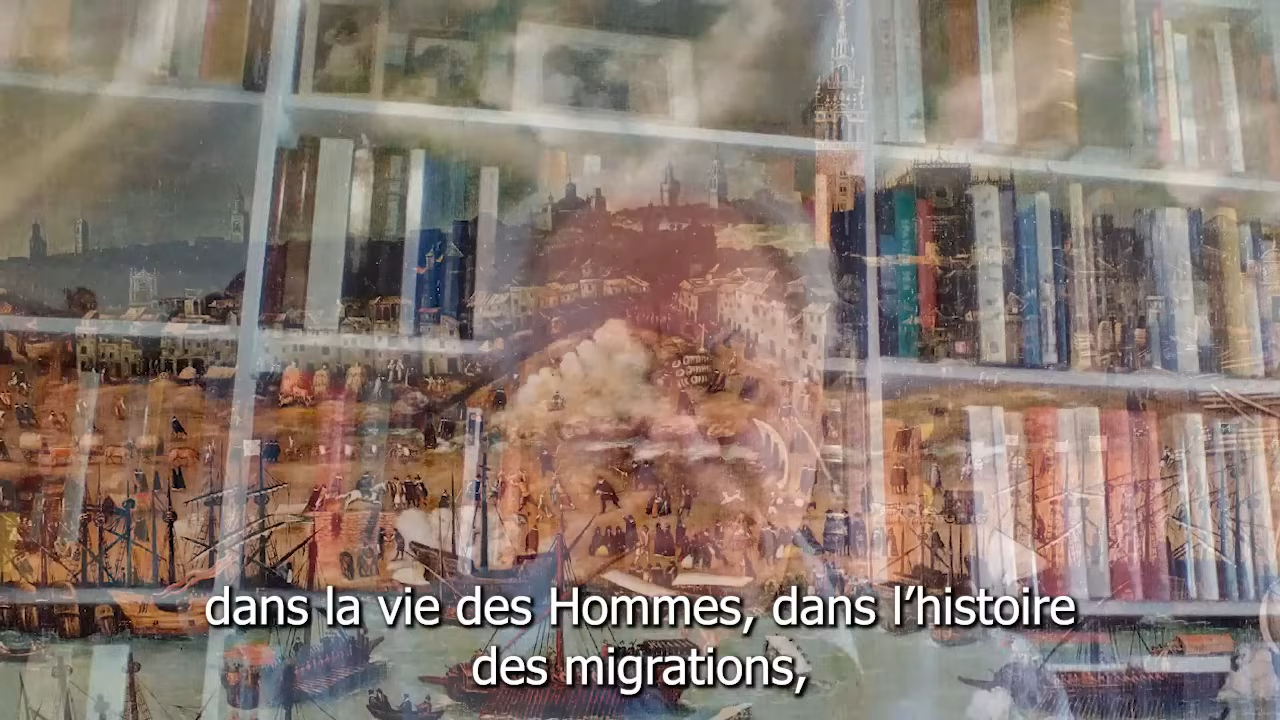 dans la vie des Hommes, dans l’histoire
des migrations,